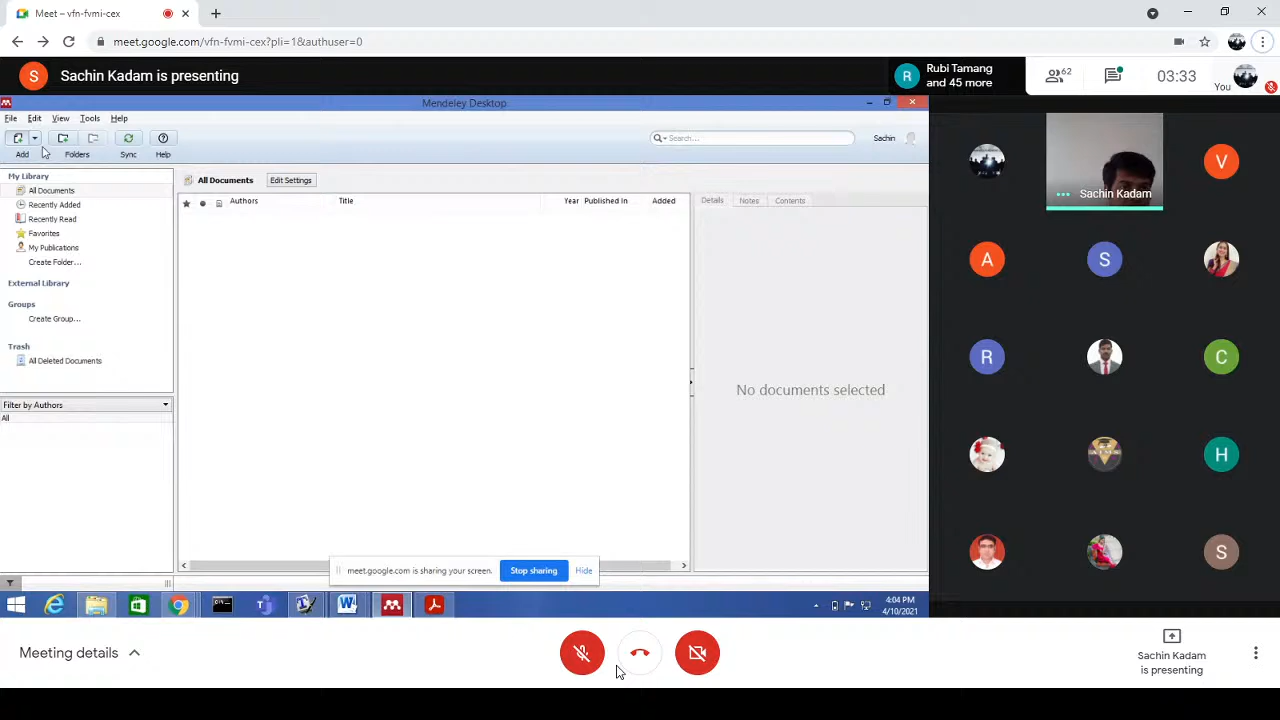 Meet – vfn-fvmi-cex
meet.google.com/vfn-fvmi-cex?pli=1&authuser=0
S
Sachin Kadam is presenting
R
Rubi Tamang
and 45 more
62
03:33
You
Mendeley Desktop
File Edit View Tools Help
Search...
Sachin
Add Folders Sync Help
My Library
All Documents
Recently Added
Recently Read
Favorites
My Publications
Create Folder...
External Library
Groups
Create Group...
Trash
All Deleted Documents
Filter by Authors
All
All Documents Edit Settings
Authors Title Year Published In Added
Details Notes Contents
No documents selected
meet.google.com is sharing your screen. Stop sharing Hide
4:04 PM
4/10/2021
Sachin Kadam
V
A
S
R
C
H
S
Meeting details
Sachin Kadam
is presenting